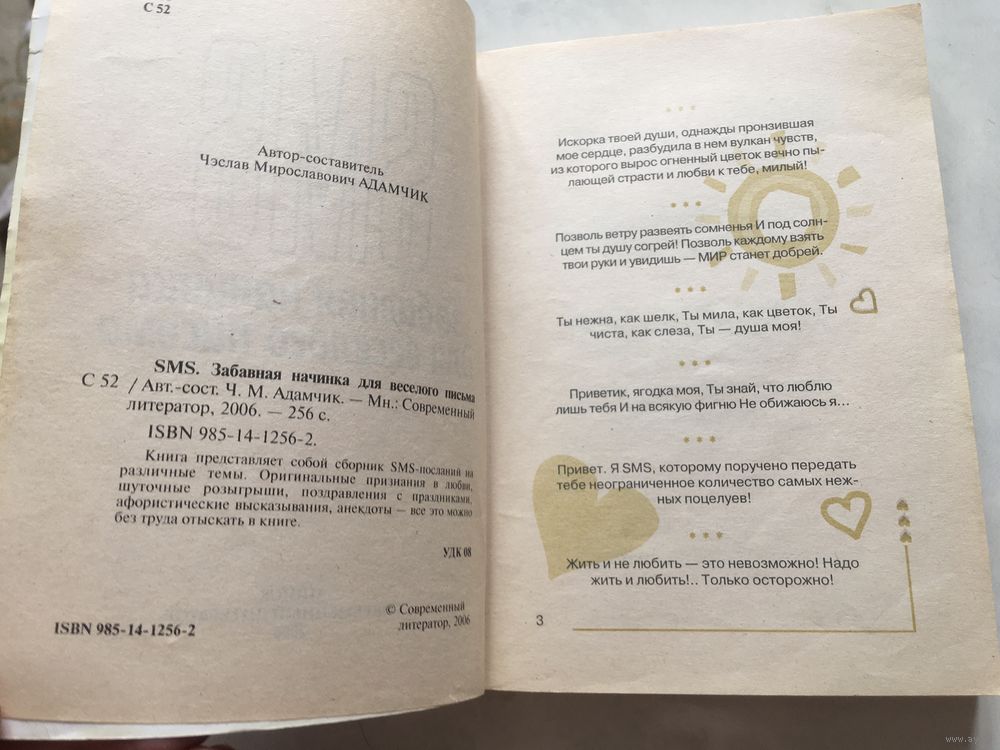 С 52
Автор-составитель
Чэслав Мирославович АДАМЧИК
SMS. Забавная начинка для веселого письма
С 52 / Авт.-сост. Ч. М. Адамчик. — Мн.: Современный
литератор, 2006. — 256 с.
ISBN 985-14-1256-2.
Книга представляет собой сборник SMS-посланий на
различные темы. Оригинальные признания в любви,
шуточные розыгрыши, поздравления с праздниками,
афористические высказывания, анекдоты — все это можно
без труда отыскать в книге.
УДК 08
© Современный
литератор, 2006
ISBN 985-14-1256-2
* * *
Искорка твоей души, однажды пронзившая
мое сердце, разбудила в нем вулкан чувств,
из которого вырос огненный цветок вечно пы-
лающей страсти и любви к тебе, милый!
* * *
Позволь ветру развеять сомненья И под солн-
цем ты душу согрей! Позволь каждому взять
твои руки и увидишь — МИР станет добрей.
* * *
Ты нежна, как шелк, Ты мила, как цветок, Ты
чиста, как слеза, Ты — душа моя!
* * *
Приветик, ягодка моя, Ты знай, что люблю
лишь тебя И на всякую фигню Не обижаюсь я...
* * *
Привет. Я SMS, которому поручено передать
тебе неограниченное количество самых неж-
ных поцелуев!
* * *
Жить и не любить — это невозможно! Надо
жить и любить!.. Только осторожно!
3